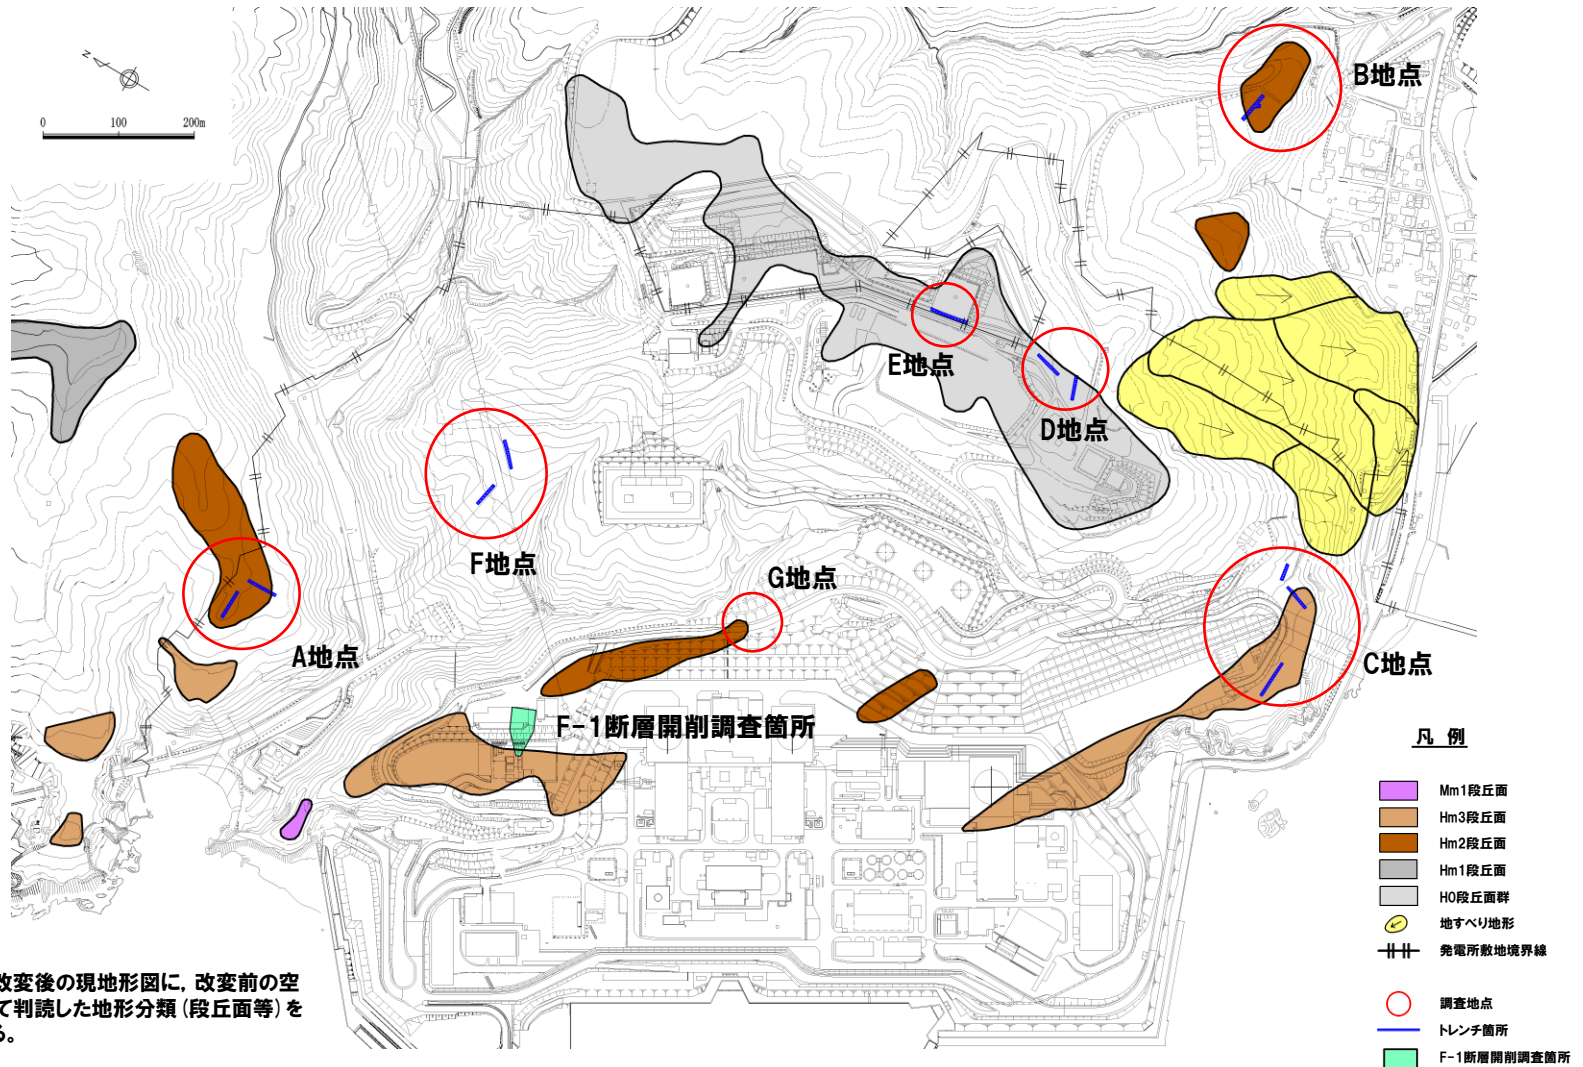 N
0 100 200m
B地点
E地点
D地点
F地点
G地点
A地点
C地点
F-1断層開削調査箇所
凡 例
Mm1段丘面
Hm3段丘面
Hm2段丘面
Hm1段丘面
H0段丘面群
地すべり地形
発電所敷地境界線
調査地点
トレンチ箇所
F-1断層開削調査箇所
改変後の現地形図に，改変前の空
て判読した地形分類（段丘面等）を
る。